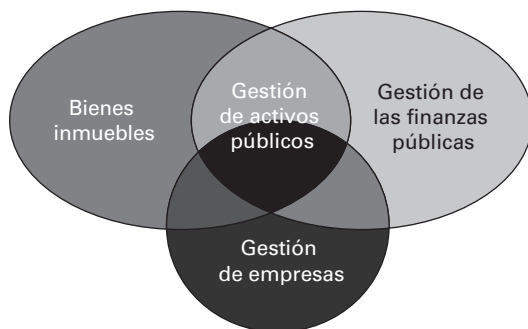 Bienes
inmuebles
Gestión
de activos
públicos
Gestión de
las finanzas
públicas
Gestión
de empresas